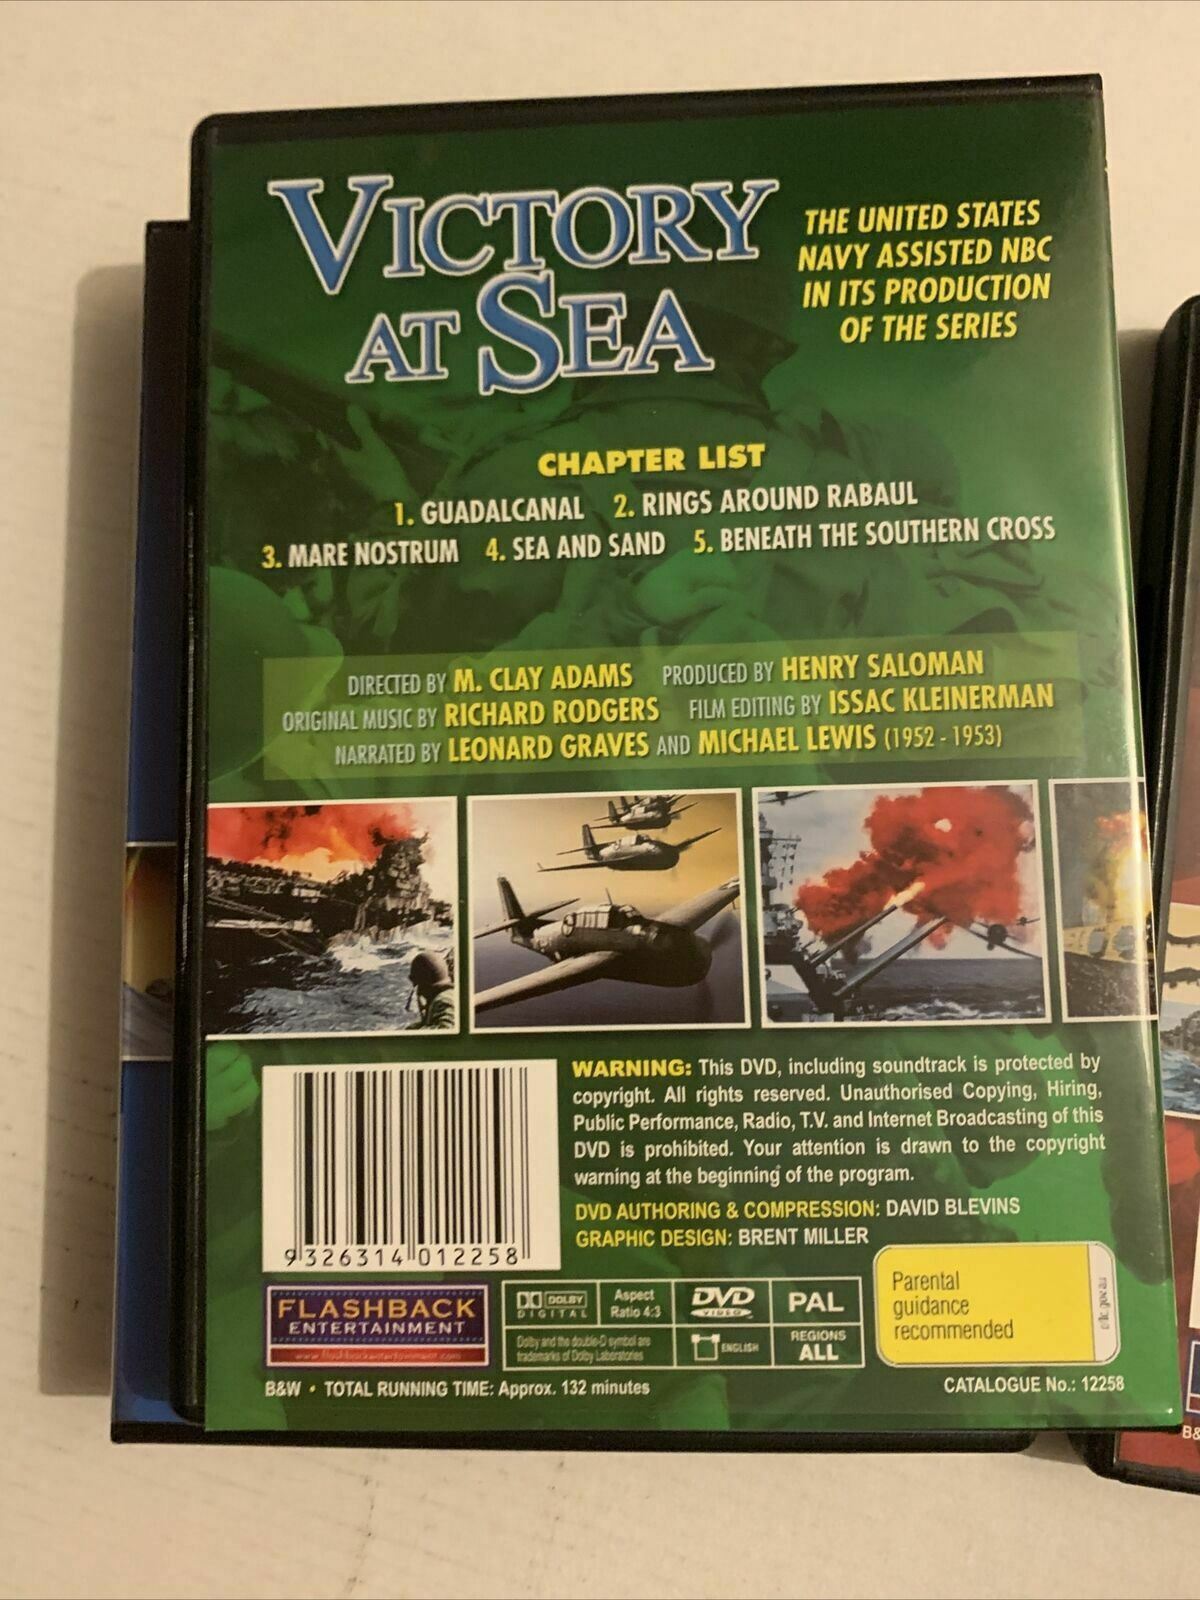 VICTORY
AT SEA
THE UNITED STATES
NAVY ASSISTED NBC
IN ITS PRODUCTION
OF THE SERIES
CHAPTER LIST
1. GUADALCANAL 2. RINGS AROUND RABAUL
3. MARE NOSTRUM 4. SEA AND SAND 5. BENEATH THE SOUTHERN CROSS
DIRECTED BY M. CLAY ADAMS PRODUCED BY HENRY SALOMAN
ORIGINAL MUSIC BY RICHARD RODGERS FILM EDITING BY ISSAC KLEINERMAN
NARRATED BY LEONARD GRAVES AND MICHAEL LEWIS (1952 - 1953)
WARNING: This DVD, including soundtrack is protected by
copyright. All rights reserved. Unauthorised Copying, Hiring,
Public Performance, Radio, T.V. and Internet Broadcasting of this
DVD is prohibited. Your attention is drawn to the copyright
warning at the beginning of the program.
DVD AUTHORING & COMPRESSION: DAVID BLEVINS
GRAPHIC DESIGN: BRENT MILLER
9 326314 012258
FLASHBACK
ENTERTAINMENT
www.flashbackentertainment.com
DOLBY
DIGITAL
Aspect
Ratio 4:3
DVD
VIDEO
PAL
Dolby and the double-D symbol are
trademarks of Dolby Laboratories
ENGLISH
REGIONS
ALL
Parental
guidance
recommended
B&W • TOTAL RUNNING TIME: Approx. 132 minutes
CATALOGUE No.: 12258
B&